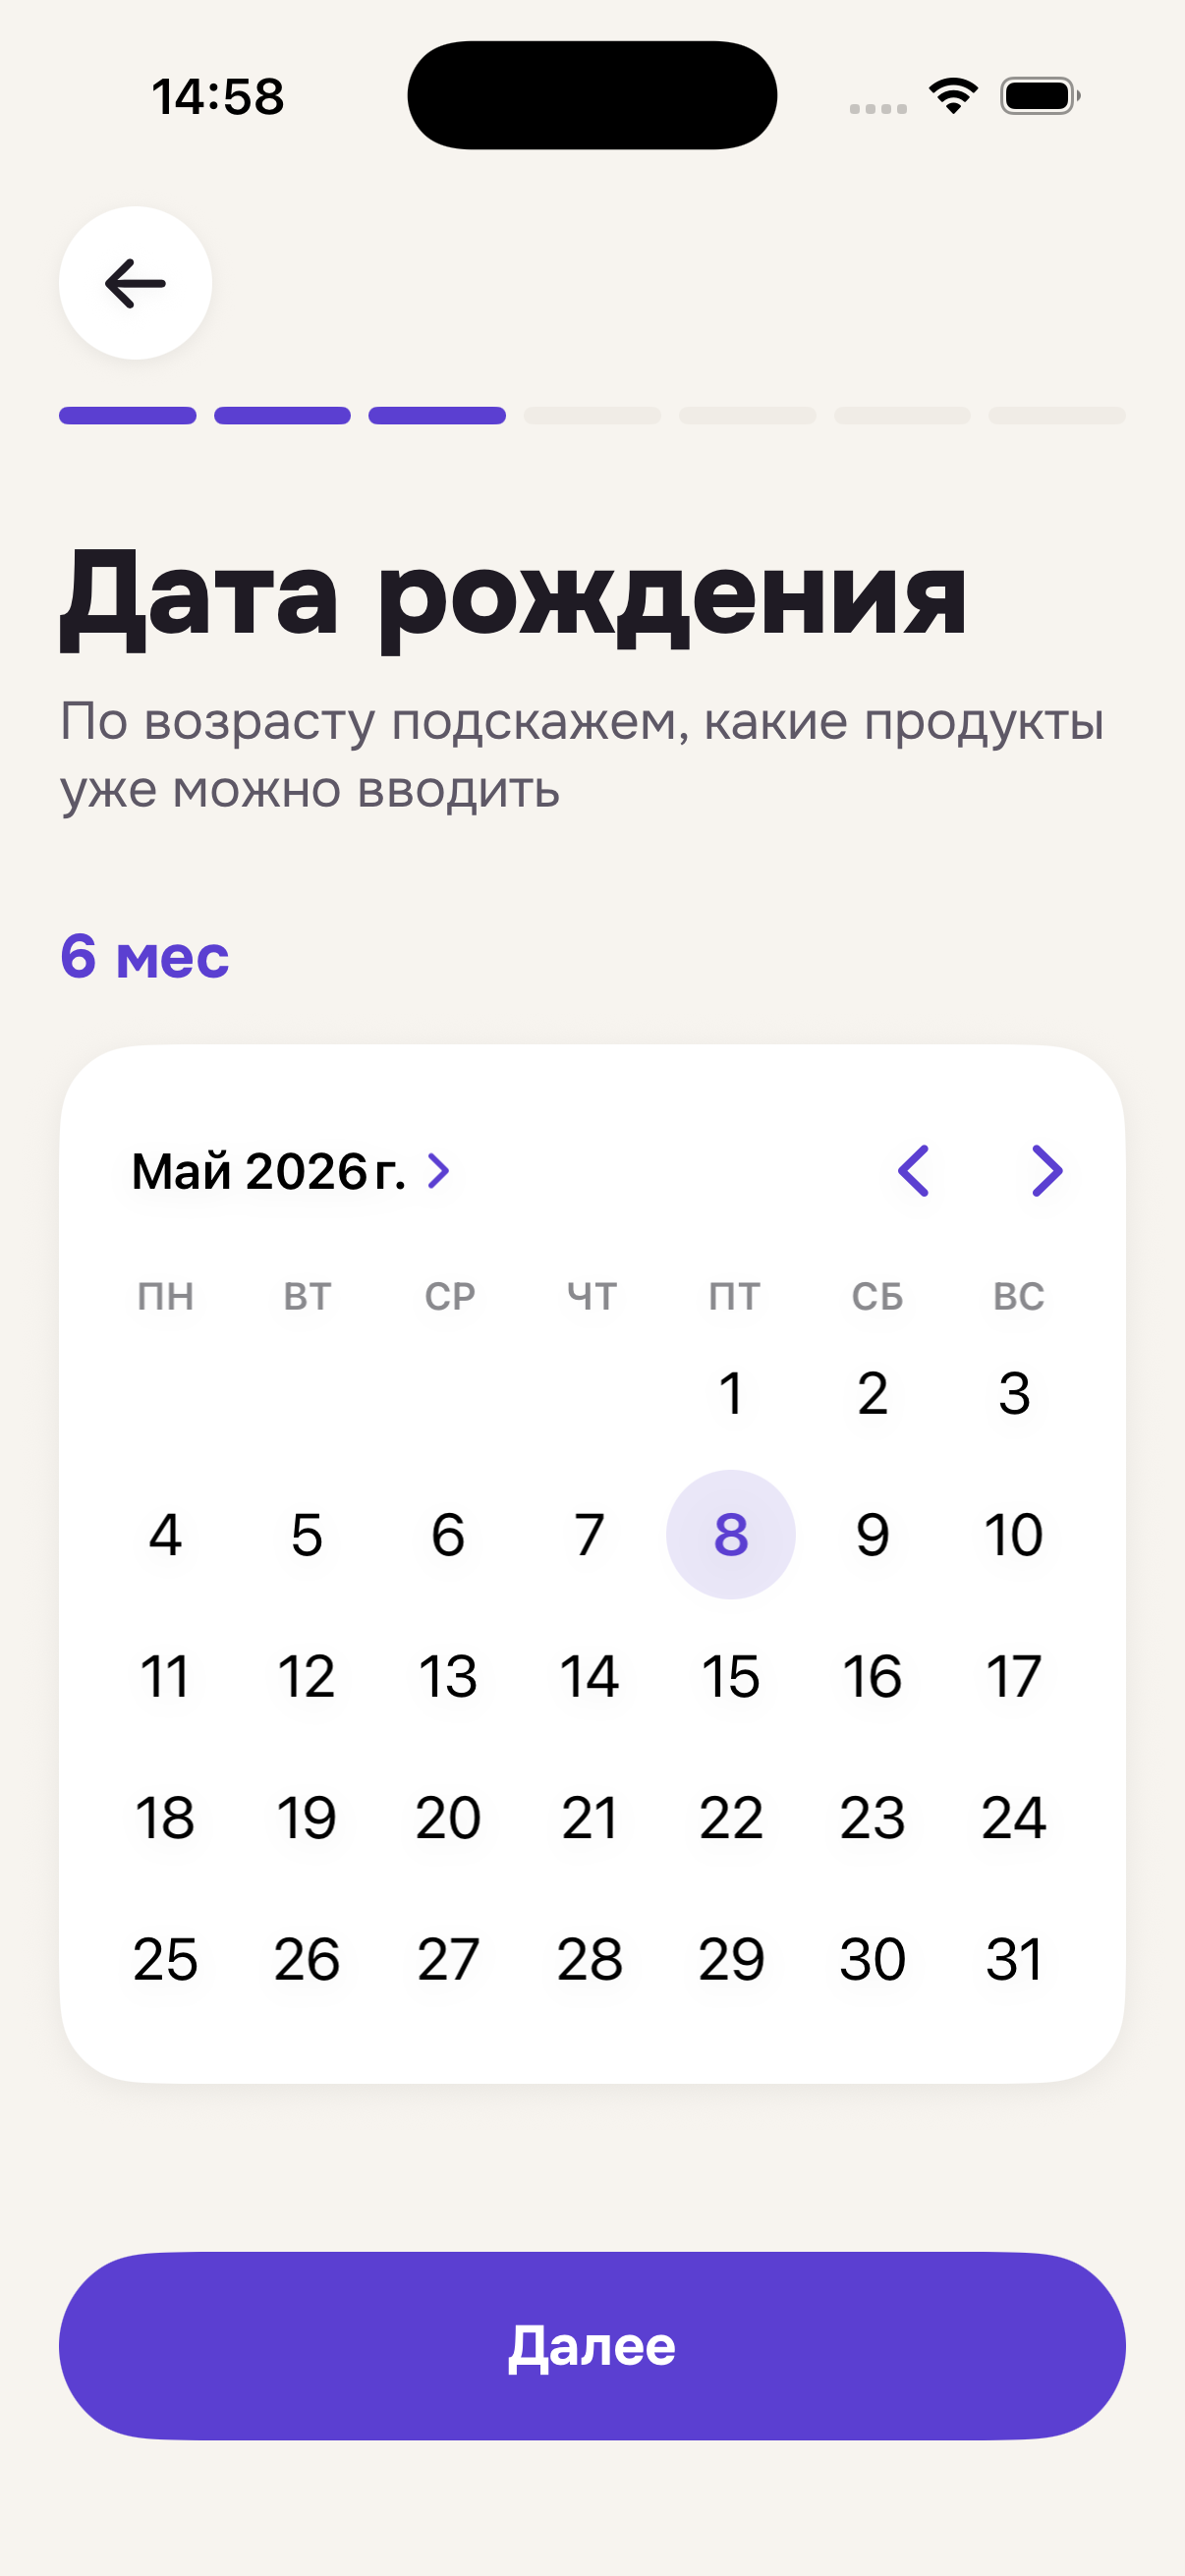 14:58
Дата рождения
По возрасту подскажем, какие продукты
уже можно вводить
6 мес
Май 2026 г.
ПН ВТ СР ЧТ ПТ СБ ВС
1 2 3
4 5 6 7 8 9 10
11 12 13 14 15 16 17
18 19 20 21 22 23 24
25 26 27 28 29 30 31
Далее